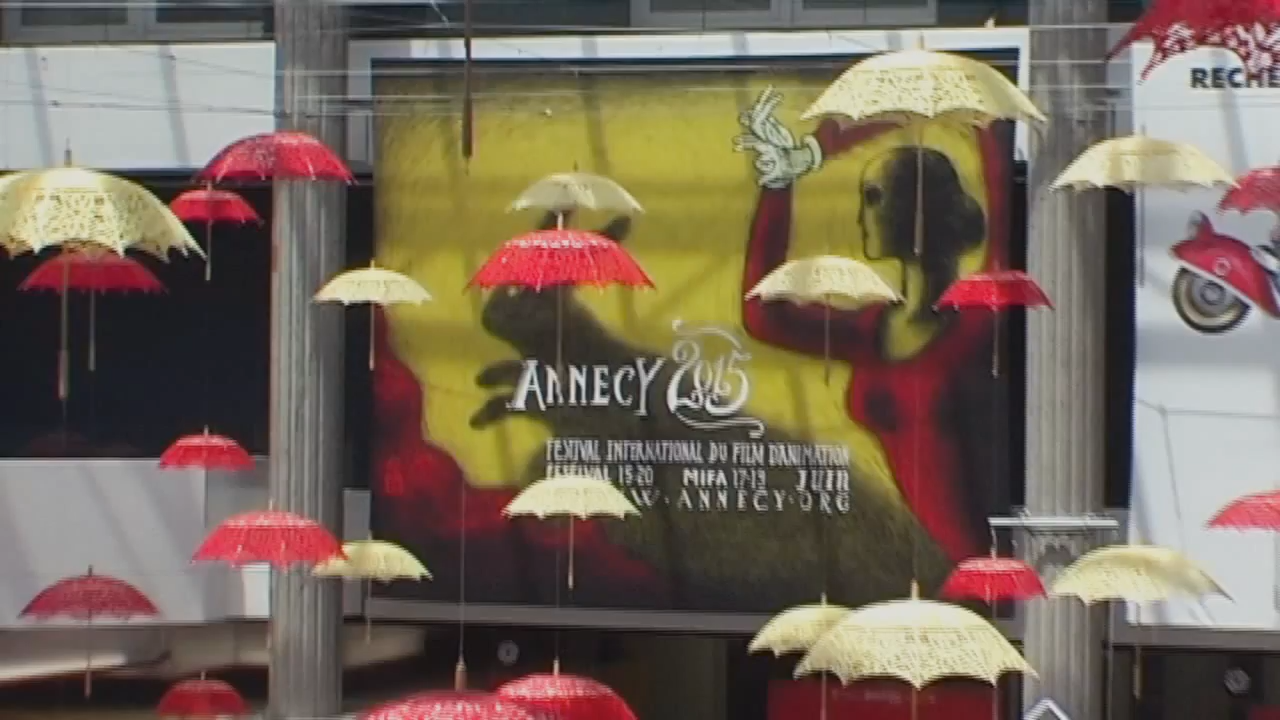 RECHE
ANNECY 2015
FESTIVAL INTERNATIONAL DU FILM D'ANIMATION
FESTIVAL 15-20 MIFA 17-19 JUIN
W·ANNECY·ORG